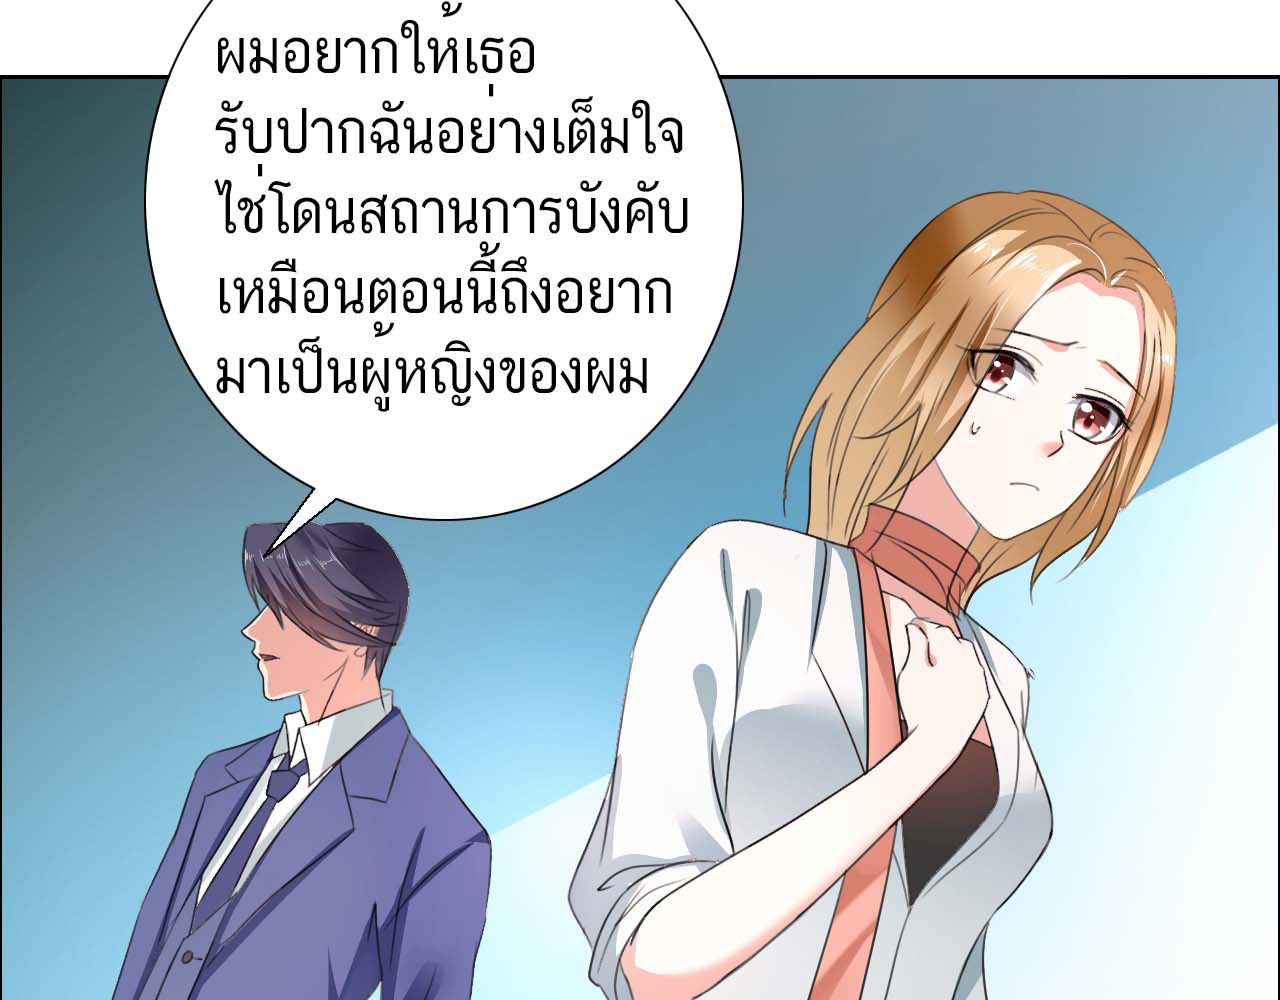 ผมอยากให้เธอ
รับปากฉันอย่างเต็มใจ
ไช่โดนสถานการบังคับ
เหมือนตอนนี้ถึงอยาก
มาเป็นผู้หญิงของผม